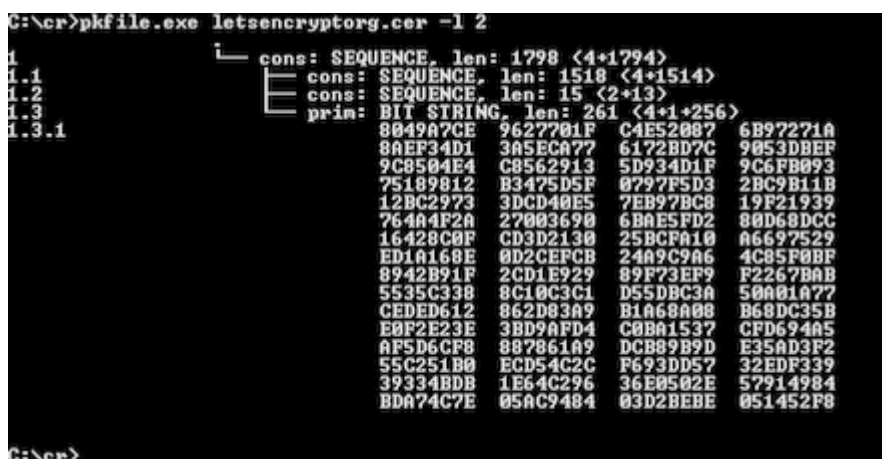 C:\cr>pkfile.exe letsencryptorg.cer -l 2
.
1 └── cons: SEQUENCE, len: 1798 (4+1794)
1.1 ├── cons: SEQUENCE, len: 1518 (4+1514)
1.2 ├── cons: SEQUENCE, len: 15 (2+13)
1.3 └── prim: BIT STRING, len: 261 (4+1+256)
1.3.1 8049A7CE 9627701F C4E52087 6B97271A
8AEF34D1 3A5ECA77 6172BD7C 9053DBEF
9C8504E4 C8562913 5D934D1F 9C6FB093
75189812 B3475D5F 0797F5D3 2BC9B11B
12BC2973 3DCD40E5 7EB97BC8 19F21939
764A4F2A 27003690 6BAE5FD2 80D68DCC
16428C0F CD3D2130 25BCFA10 A6697529
ED1A168E 0D2CEFCB 24A9C9A6 4C85F0BF
8942B91F 2CD1E929 89F73EF9 F2267BAB
5535C338 8C10C3C1 D55DBC3A 50A01A77
CEDED612 862D83A9 B1A68A08 B68DC35B
E0F2E23E 3BD9AFD4 C0BA1537 CFD694A5
AF5D6CF8 887861A9 DCB89B9D E35AD3F2
55C251B0 ECD54C2C F693DD57 32EDF339
39334BDB 1E64C296 36E0502E 57914984
BDA74C7E 05AC9484 03D2BEBE 051452F8
C:\cr>